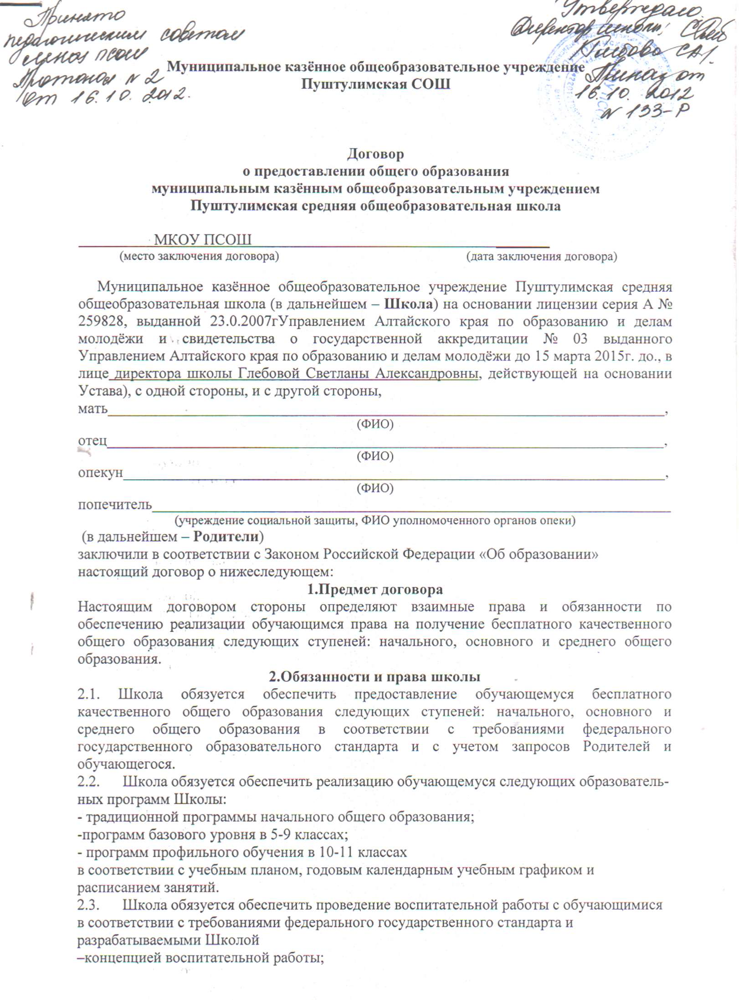 Принято
педагогическим советом
школы ПСОШ
Протокол N 2
От 16.10.2012.
Утверждаю
Директор школы:
Глебова С.А.
Приказ от
16.10. 2012
N 133-Р
Муниципальное казённое общеобразовательное учреждение
Пуштулимская СОШ
Договор
о предоставлении общего образования
муниципальным казённым общеобразовательным учреждением
Пуштулимская средняя общеобразовательная школа
МКОУ ПСОШ
(место заключения договора) (дата заключения договора)
Муниципальное казённое общеобразовательное учреждение Пуштулимская средняя
общеобразовательная школа (в дальнейшем – Школа) на основании лицензии серия А №
259828, выданной 23.0.2007гУправлением Алтайского края по образованию и делам
молодёжи и свидетельства о государственной аккредитации № 03 выданного
Управлением Алтайского края по образованию и делам молодёжи до 15 марта 2015г. до., в
лице директора школы Глебовой Светланы Александровны, действующей на основании
Устава), с одной стороны, и с другой стороны,
мать,
(ФИО)
отец,
(ФИО)
опекун,
(ФИО)
попечитель
(учреждение социальной защиты, ФИО уполномоченного органов опеки)
(в дальнейшем – Родители)
заключили в соответствии с Законом Российской Федерации «Об образовании»
настоящий договор о нижеследующем:
1.Предмет договора
Настоящим договором стороны определяют взаимные права и обязанности по
обеспечению реализации обучающимся права на получение бесплатного качественного
общего образования следующих ступеней: начального, основного и среднего общего
образования.
2.Обязанности и права школы
2.1. Школа обязуется обеспечить предоставление обучающемуся бесплатного
качественного общего образования следующих ступеней: начального, основного и
среднего общего образования в соответствии с требованиями федерального
государственного образовательного стандарта и с учетом запросов Родителей и
обучающегося.
2.2. Школа обязуется обеспечить реализацию обучающемуся следующих образователь-
ных программ Школы:
- традиционной программы начального общего образования;
-программ базового уровня в 5-9 классах;
- программ профильного обучения в 10-11 классах
в соответствии с учебным планом, годовым календарным учебным графиком и
расписанием занятий.
2.3. Школа обязуется обеспечить проведение воспитательной работы с обучающимися
в соответствии с требованиями федерального государственного стандарта и
разрабатываемыми Школой
–концепцией воспитательной работы;